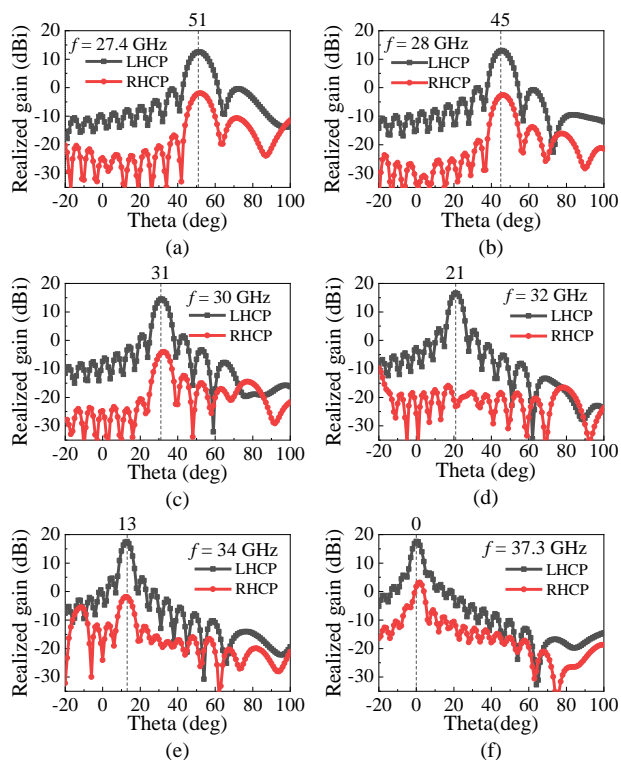 51
45
Realized gain (dBi)
20
10
0
-10
-20
-30
f = 27.4 GHz
LHCP
RHCP
-20 0 20 40 60 80 100
Theta (deg)
(a)
Realized gain (dBi)
20
10
0
-10
-20
-30
f = 28 GHz
LHCP
RHCP
-20 0 20 40 60 80 100
Theta (deg)
(b)
31
21
Realized gain (dBi)
20
10
0
-10
-20
-30
f = 30 GHz
LHCP
RHCP
-20 0 20 40 60 80 100
Theta (deg)
(c)
Realized gain (dBi)
20
10
0
-10
-20
-30
f = 32 GHz
LHCP
RHCP
-20 0 20 40 60 80 100
Theta (deg)
(d)
13
0
Realized gain (dBi)
20
10
0
-10
-20
-30
f = 34 GHz
LHCP
RHCP
-20 0 20 40 60 80 100
Theta (deg)
(e)
Realized gain (dBi)
20
10
0
-10
-20
-30
f = 37.3 GHz
LHCP
RHCP
-20 0 20 40 60 80 100
Theta(deg)
(f)